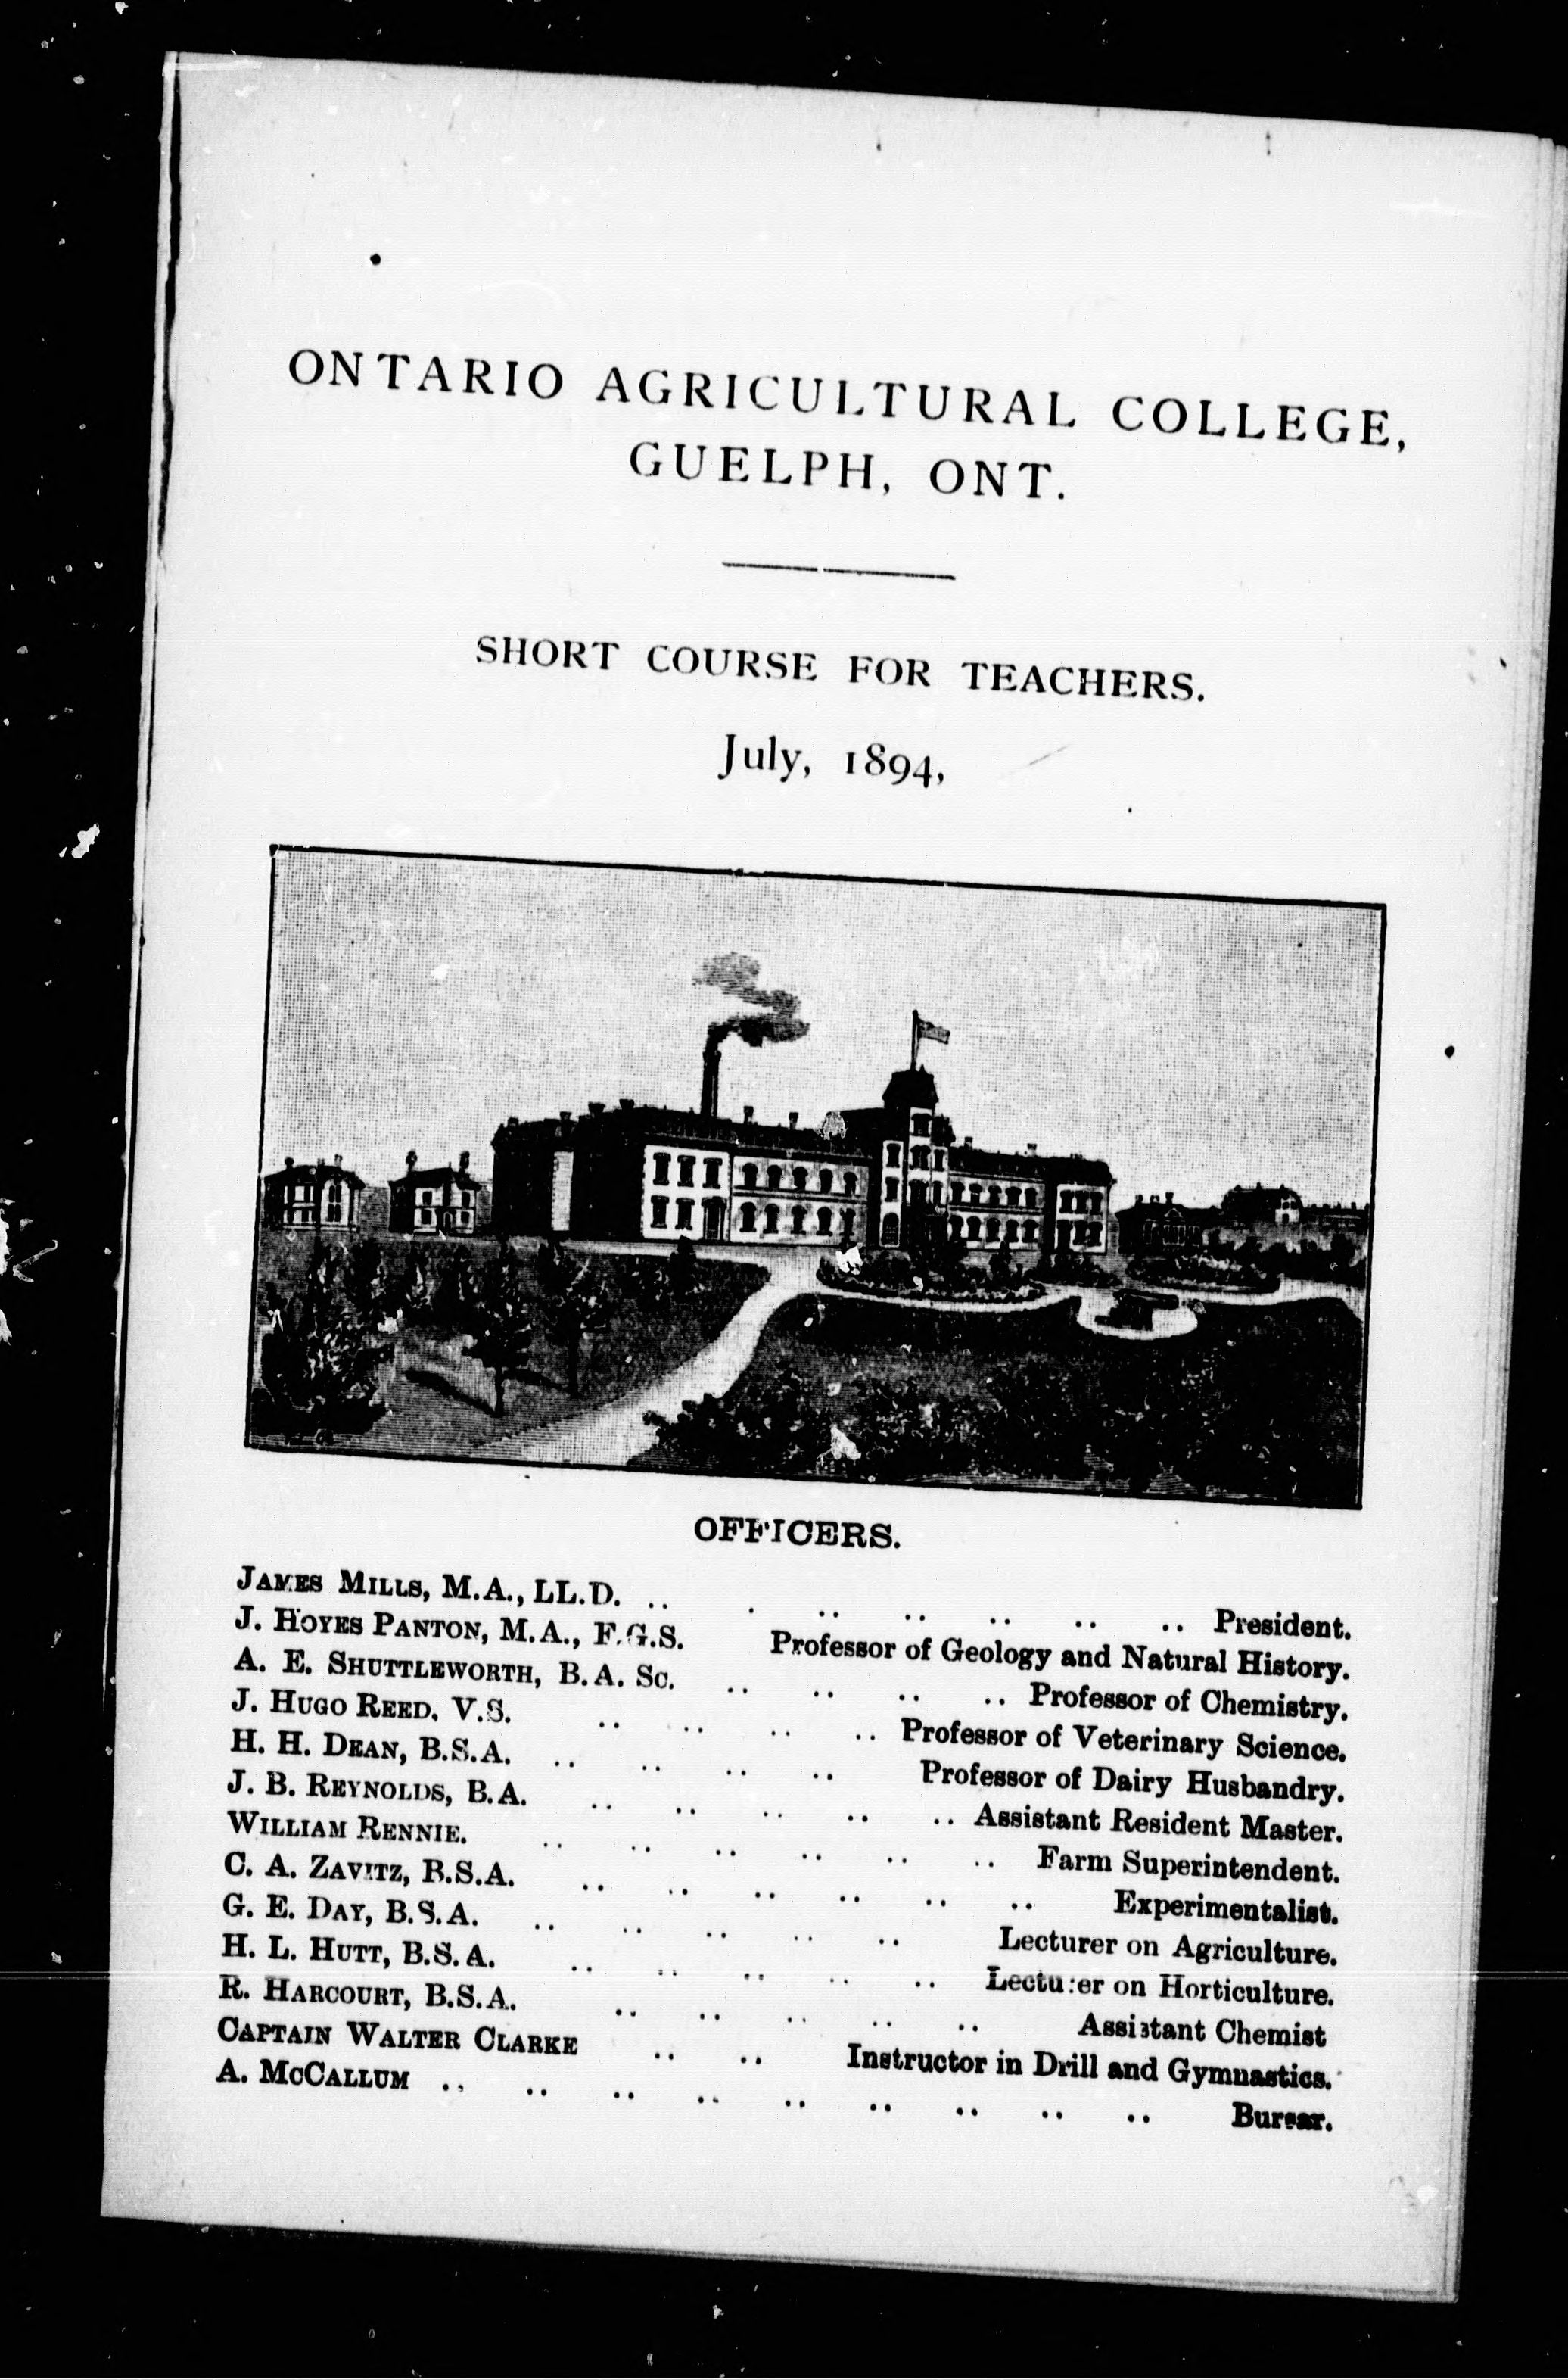 ONTARIO AGRICULTURAL COLLEGE,
GUELPH, ONT.
SHORT COURSE FOR TEACHERS.
July, 1894,
OFFICERS.
JAMES MILLS, M.A., LL.D. .. . .. .. .. .. .. President.
J. HOYES PANTON, M.A., F.G.S. Professor of Geology and Natural History.
A. E. SHUTTLEWORTH, B.A. Sc. .. .. .. .. Professor of Chemistry.
J. HUGO REED, V.S. .. .. .. .. Professor of Veterinary Science.
H. H. DEAN, B.S.A. .. .. .. .. Professor of Dairy Husbandry.
J. B. REYNOLDS, B.A. .. .. .. .. .. Assistant Resident Master.
WILLIAM RENNIE. .. .. .. .. .. .. Farm Superintendent.
C. A. ZAVITZ, B.S.A. .. .. .. .. .. .. Experimentalist.
G. E. DAY, B.S.A. .. .. .. .. .. Lecturer on Agriculture.
H. L. HUTT, B.S.A. .. .. .. .. .. Lecturer on Horticulture.
R. HARCOURT, B.S.A. .. .. .. .. .. Assistant Chemist
CAPTAIN WALTER CLARKE .. .. Instructor in Drill and Gymnastics.
A. MCCALLUM .. .. .. .. .. .. .. .. .. Bursar.